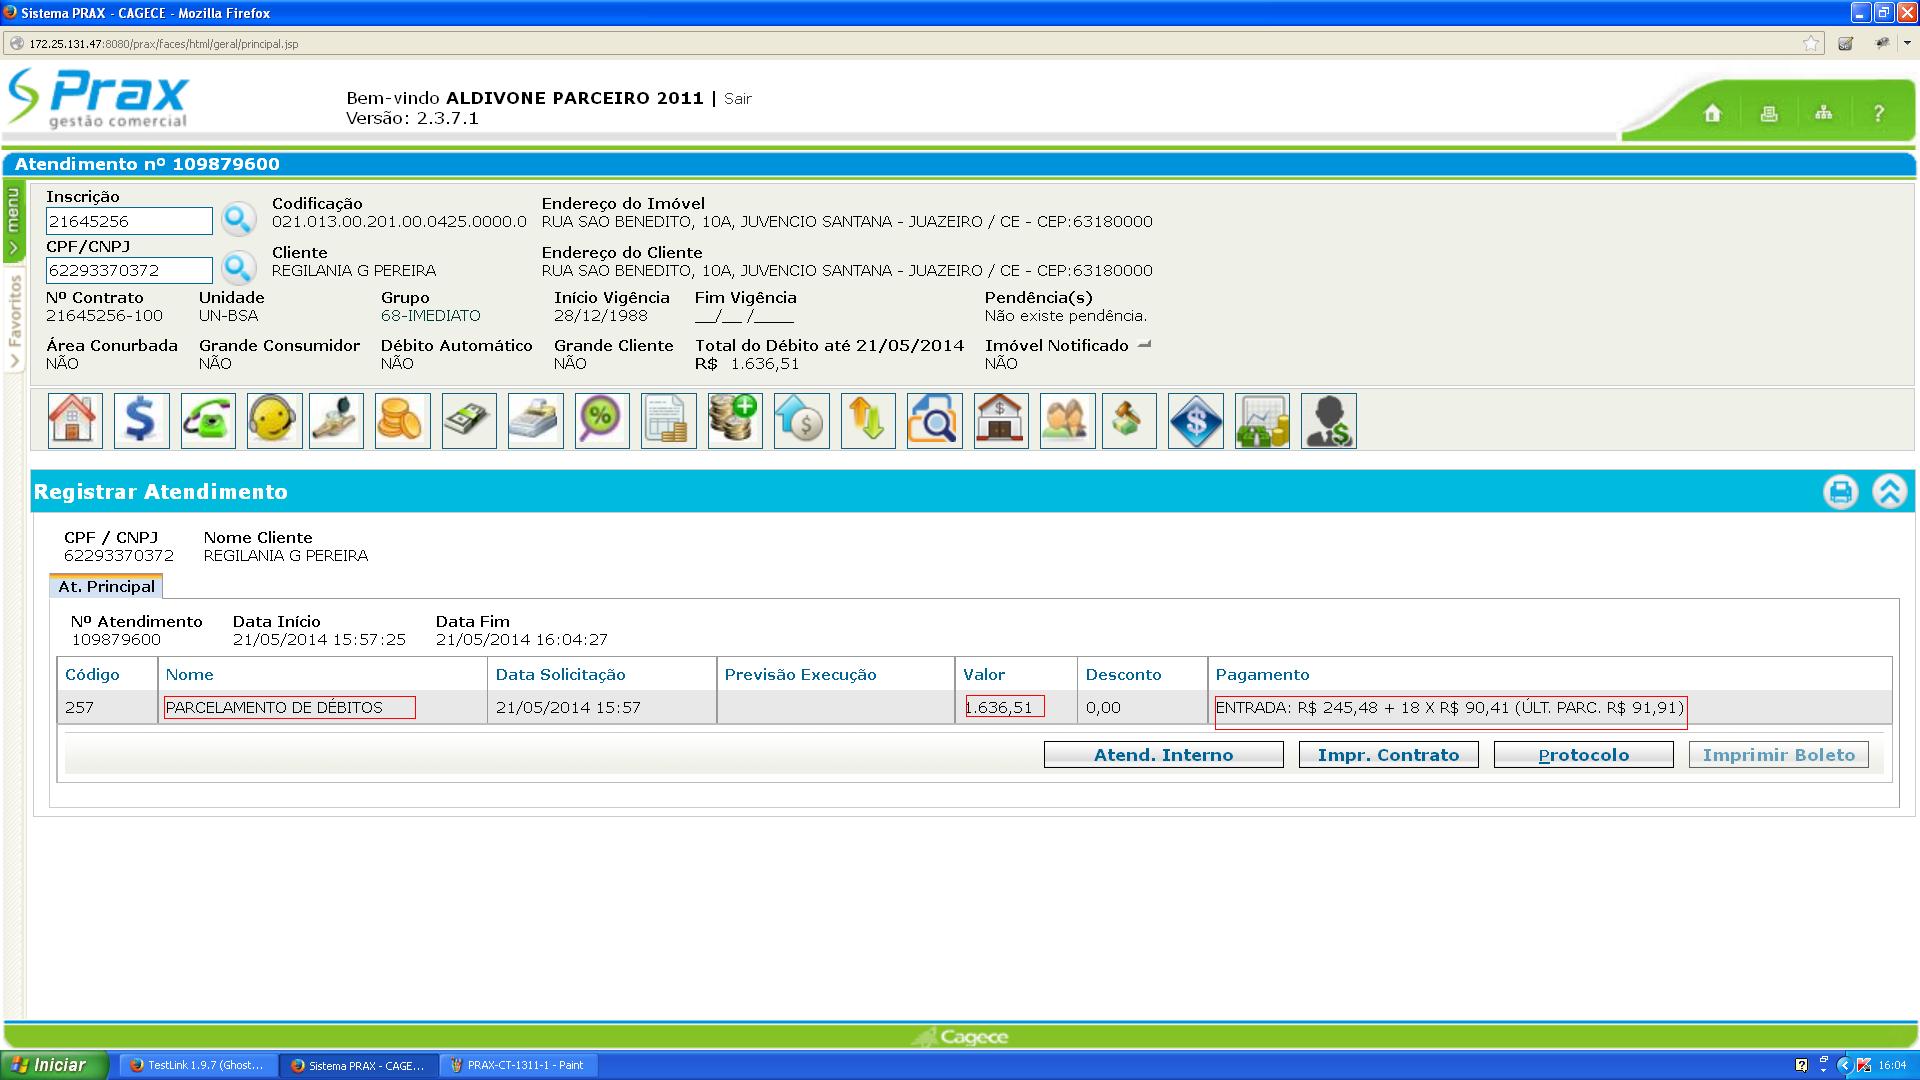 Sistema PRAX - CAGECE - Mozilla Firefox
172.25.131.47:8080/prax/faces/html/geral/principal.jsp
Prax
gestão comercial
Bem-vindo ALDIVONE PARCEIRO 2011 | Sair
Versão: 2.3.7.1
?
Atendimento nº 109879600
menu
Favoritos
Inscrição
21645256
Codificação
021.013.00.201.00.0425.0000.0
Endereço do Imóvel
RUA SAO BENEDITO, 10A, JUVENCIO SANTANA - JUAZEIRO / CE - CEP:63180000
CPF/CNPJ
62293370372
Cliente
REGILANIA G PEREIRA
Endereço do Cliente
RUA SAO BENEDITO, 10A, JUVENCIO SANTANA - JUAZEIRO / CE - CEP:63180000
Nº Contrato Unidade Grupo Início Vigência Fim Vigência Pendência(s)
21645256-100 UN-BSA 68-IMEDIATO 28/12/1988 __/__ /____ Não existe pendência.
Área Conurbada Grande Consumidor Débito Automático Grande Cliente Total do Débito até 21/05/2014 Imóvel Notificado
NÃO NÃO NÃO NÃO R$ 1.636,51 NÃO
Registrar Atendimento
CPF / CNPJ Nome Cliente
62293370372 REGILANIA G PEREIRA
At. Principal
Nº Atendimento Data Início Data Fim
109879600 21/05/2014 15:57:25 21/05/2014 16:04:27
Código Nome Data Solicitação Previsão Execução Valor Desconto Pagamento
257 PARCELAMENTO DE DÉBITOS 21/05/2014 15:57 1.636,51 0,00 ENTRADA: R$ 245,48 + 18 X R$ 90,41 (ÚLT. PARC. R$ 91,91)
Atend. Interno Impr. Contrato Protocolo Imprimir Boleto
Cagece
Iniciar TestLink 1.9.7 (Ghost... Sistema PRAX - CAGE... PRAX-CT-1311-1 - Paint 16:04